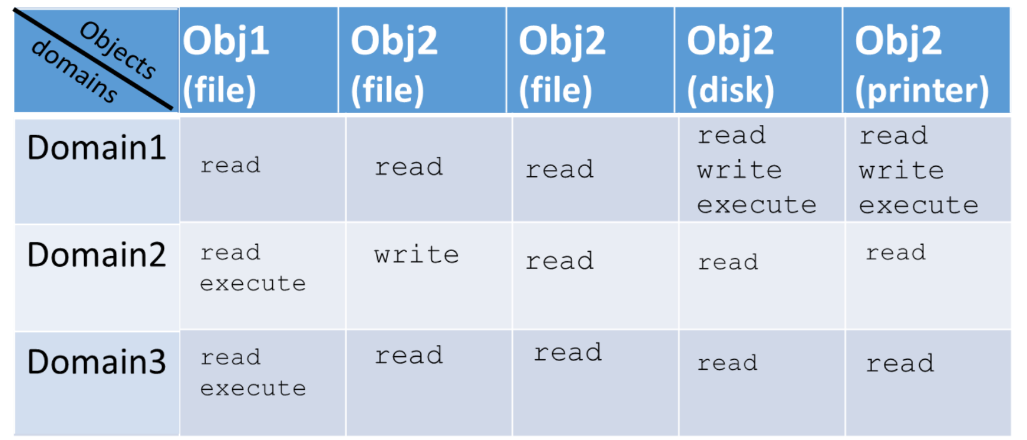 Objects
domains
Obj1 (file)
Obj2 (file)
Obj2 (file)
Obj2 (disk)
Obj2 (printer)
Domain1
read
read
read
read
write
execute
read
write
execute
Domain2
read
execute
write
read
read
read
Domain3
read
execute
read
read
read
read